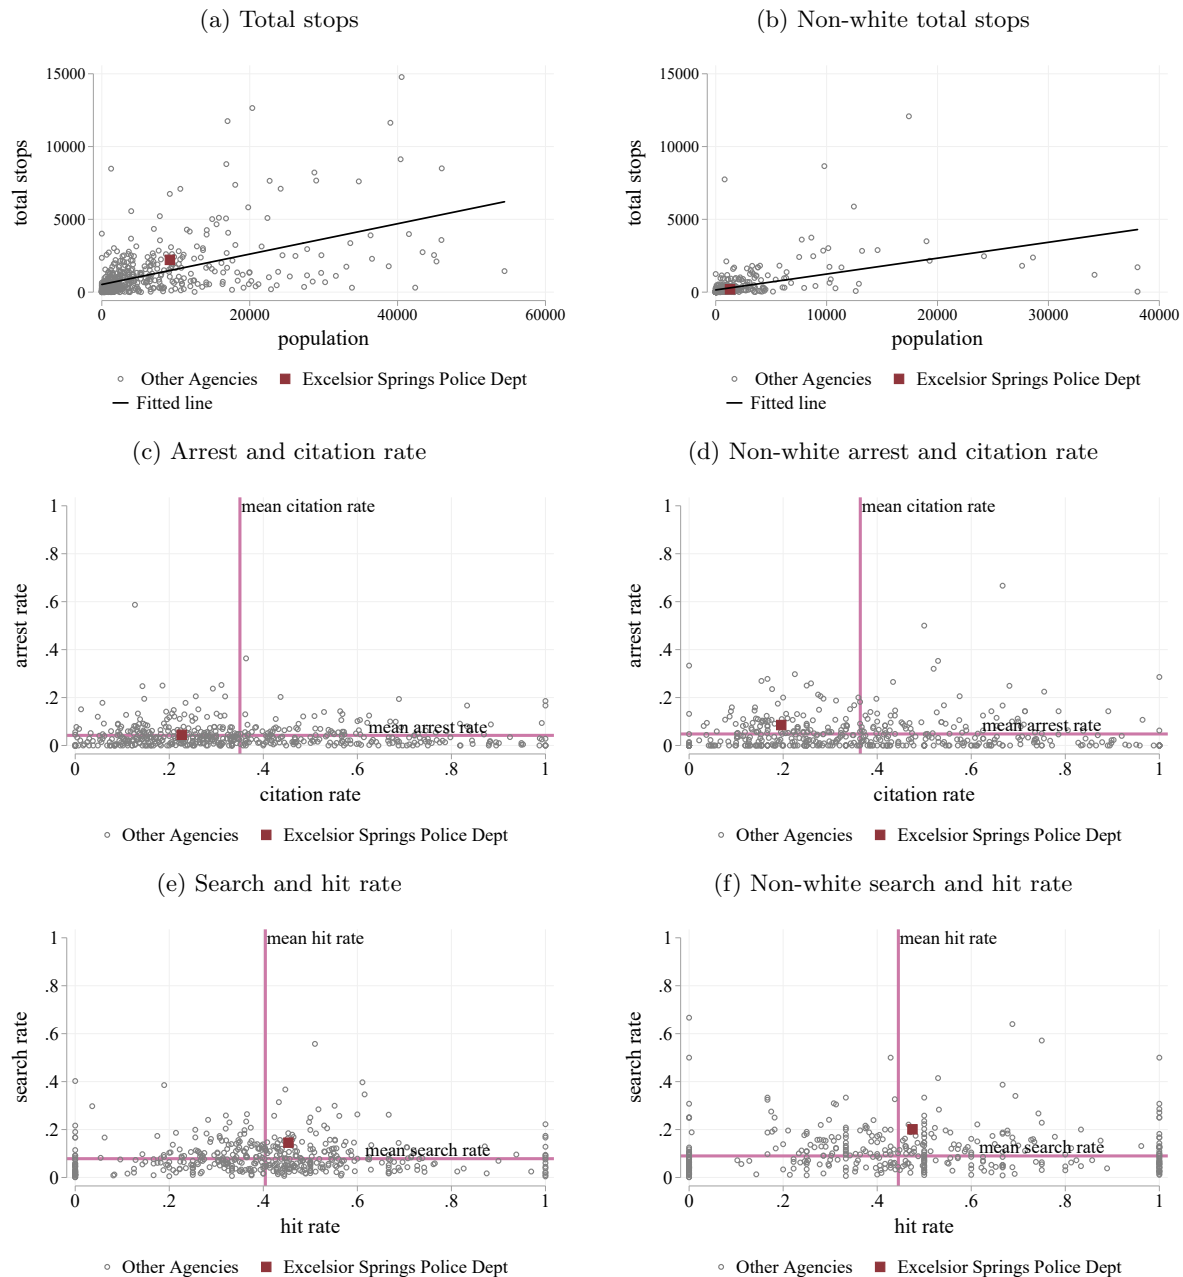 (a) Total stops
(b) Non-white total stops
15000
10000
5000
0
total stops
0 20000 40000 60000
population
Other Agencies Excelsior Springs Police Dept
Fitted line
15000
10000
5000
0
total stops
0 10000 20000 30000 40000
population
Other Agencies Excelsior Springs Police Dept
Fitted line
(c) Arrest and citation rate
(d) Non-white arrest and citation rate
1
.8
.6
.4
.2
0
arrest rate
mean citation rate
mean arrest rate
0 .2 .4 .6 .8 1
citation rate
Other Agencies Excelsior Springs Police Dept
1
.8
.6
.4
.2
0
arrest rate
mean citation rate
mean arrest rate
0 .2 .4 .6 .8 1
citation rate
Other Agencies Excelsior Springs Police Dept
(e) Search and hit rate
(f) Non-white search and hit rate
1
.8
.6
.4
.2
0
search rate
mean hit rate
mean search rate
0 .2 .4 .6 .8 1
hit rate
Other Agencies Excelsior Springs Police Dept
1
.8
.6
.4
.2
0
search rate
mean hit rate
mean search rate
0 .2 .4 .6 .8 1
hit rate
Other Agencies Excelsior Springs Police Dept